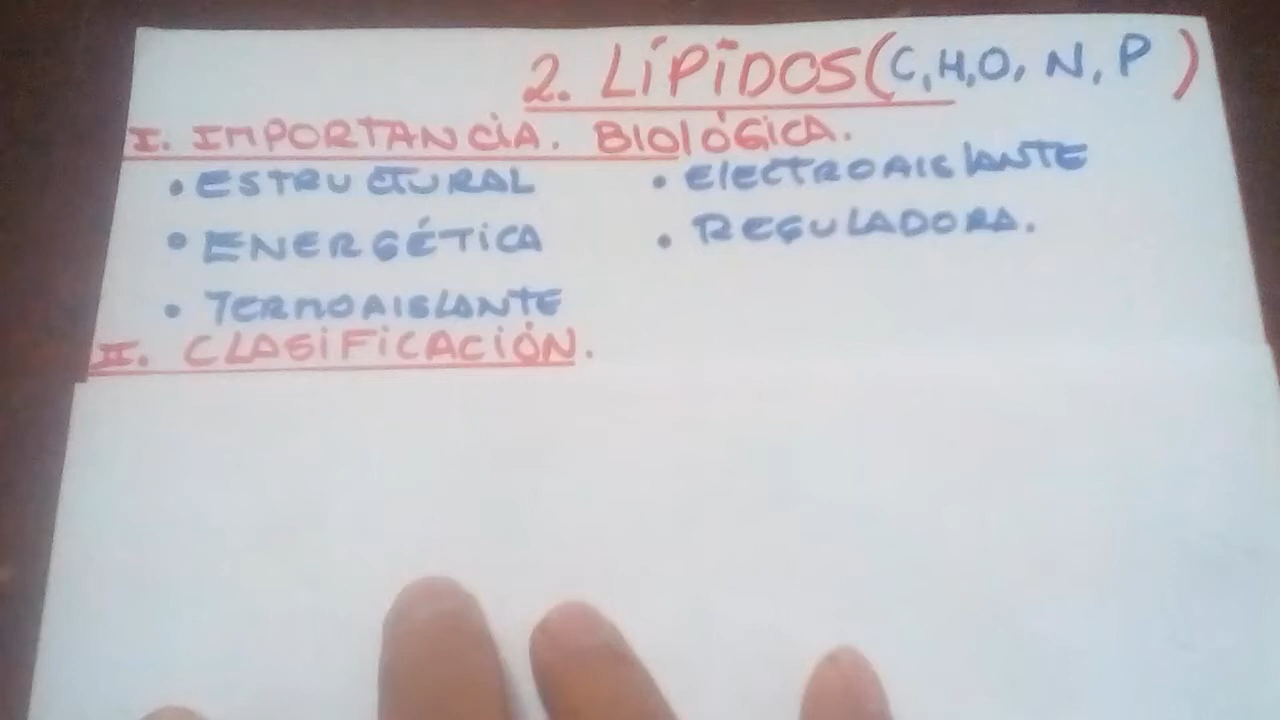 2. LÍPIDOS (C, H, O, N, P)
I. IMPORTANCIA. BIOLÓGICA.
• ESTRUCTURAL
• ENERGÉTICA
• TERMOAISLANTE
• ELECTROAISLANTE
• REGULADORA.
II. CLASIFICACIÓN.